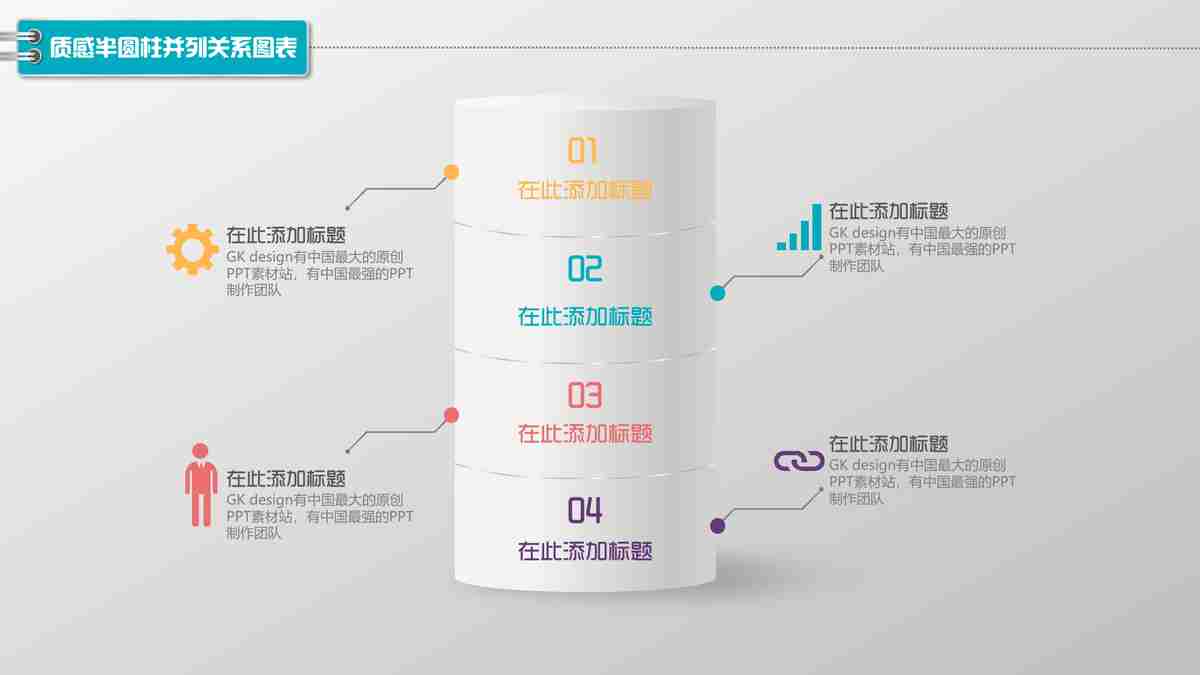 质感半圆柱并列关系图表
01
在此添加标题
在此添加标题
GK design有中国最大的原创
PPT素材站，有中国最强的PPT
制作团队
02
在此添加标题
在此添加标题
GK design有中国最大的原创
PPT素材站，有中国最强的PPT
制作团队
03
在此添加标题
在此添加标题
GK design有中国最大的原创
PPT素材站，有中国最强的PPT
制作团队
04
在此添加标题
在此添加标题
GK design有中国最大的原创
PPT素材站，有中国最强的PPT
制作团队